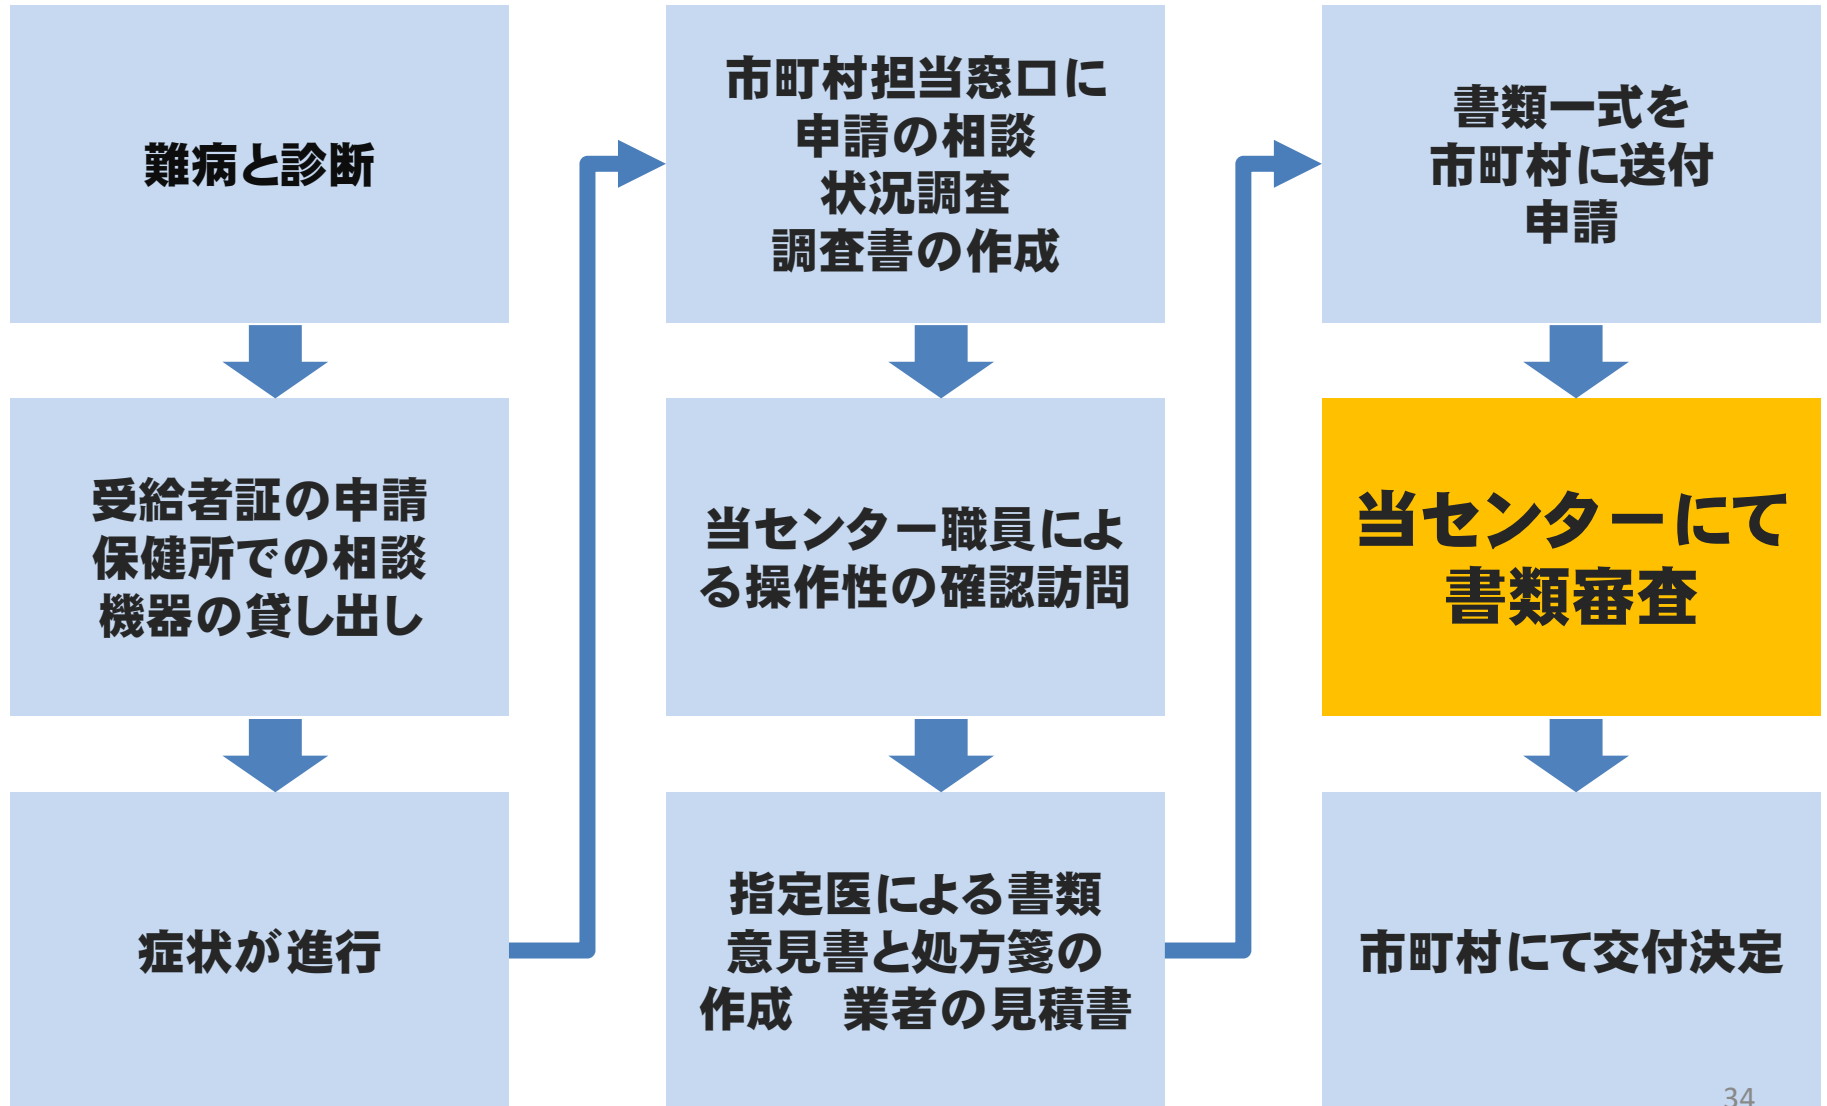 難病と診断
受給者証の申請
保健所での相談
機器の貸し出し
症状が進行
市町村担当窓口に
申請の相談
状況調査
調査書の作成
当センター職員によ
る操作性の確認訪問
指定医による書類
意見書と処方箋の
作成　業者の見積書
書類一式を
市町村に送付
申請
当センターにて
書類審査
市町村にて交付決定
34